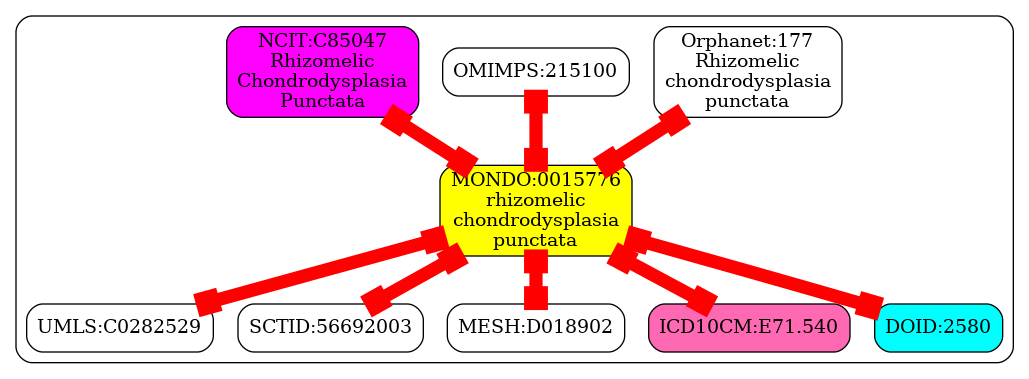 NCIT:C85047
Rhizomelic
Chondrodysplasia
Punctata
OMIMPS:215100
Orphanet:177
Rhizomelic
chondrodysplasia
punctata
MONDO:0015776
rhizomelic
chondrodysplasia
punctata
UMLS:C0282529
SCTID:56692003
MESH:D018902
ICD10CM:E71.540
DOID:2580